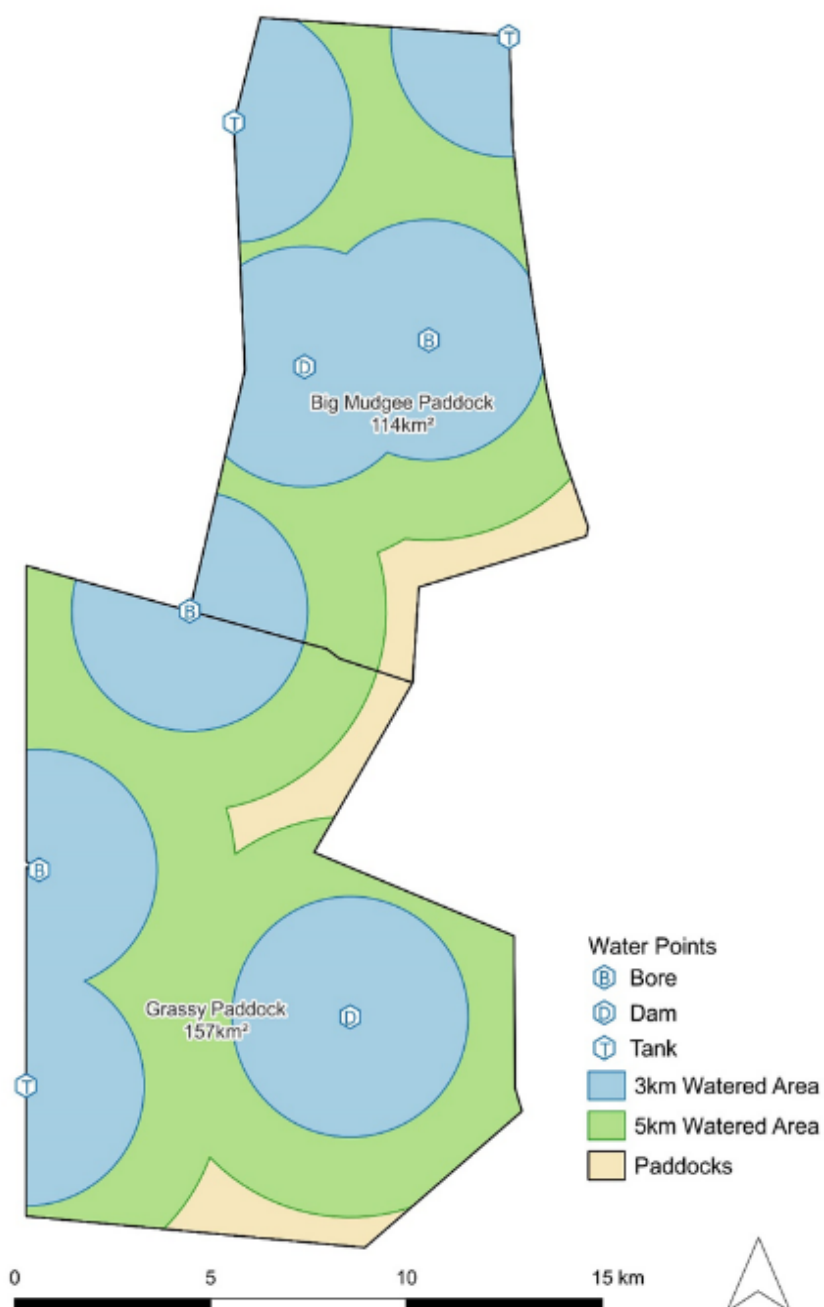 T
T
B
D
Big Mudgee Paddock
114km²
B
B
Grassy Paddock
157km²
D
T
Water Points
B Bore
D Dam
T Tank
3km Watered Area
5km Watered Area
Paddocks
0 5 10 15 km